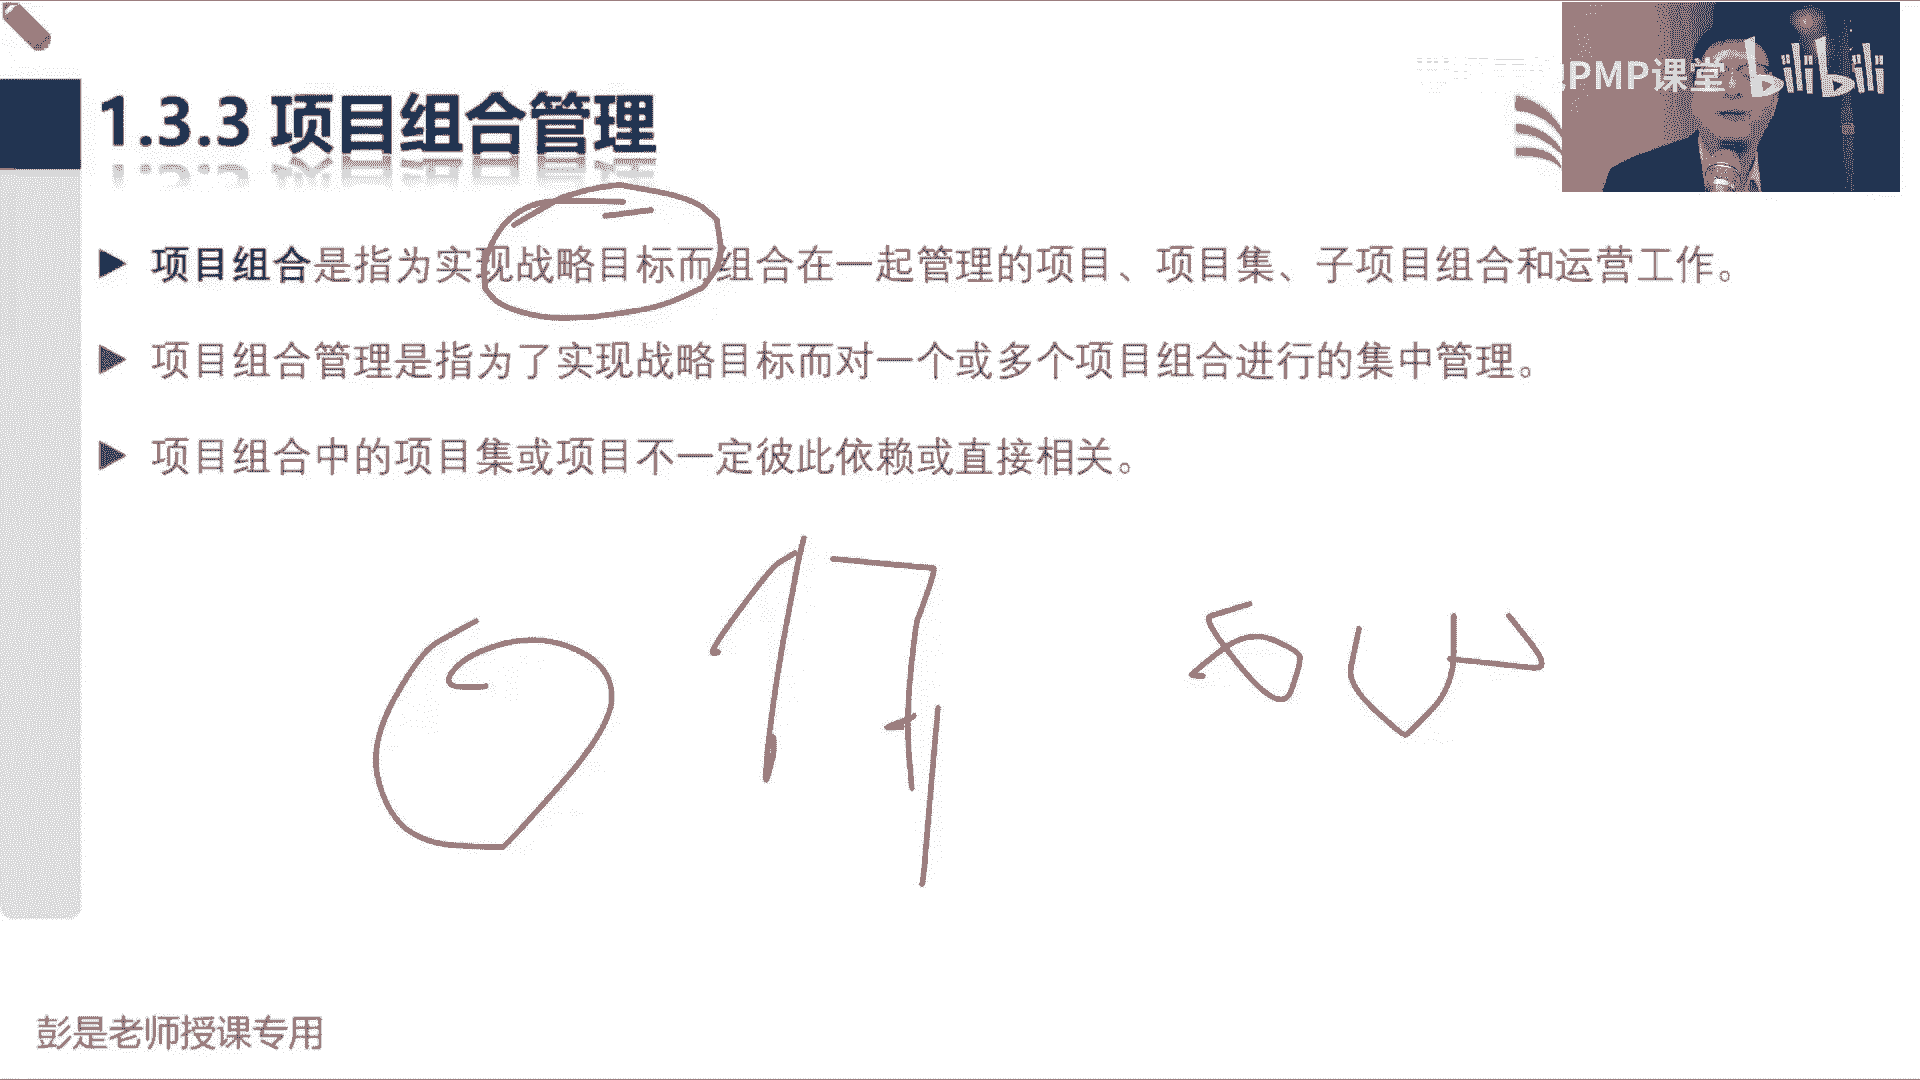 PMP课堂 bilibili
1.3.3 项目组合管理
项目组合是指为实现战略目标而组合在一起管理的项目、项目集、子项目组合和运营工作。
项目组合管理是指为了实现战略目标而对一个或多个项目组合进行的集中管理。
项目组合中的项目集或项目不一定彼此依赖或直接相关。
彭是老师授课专用